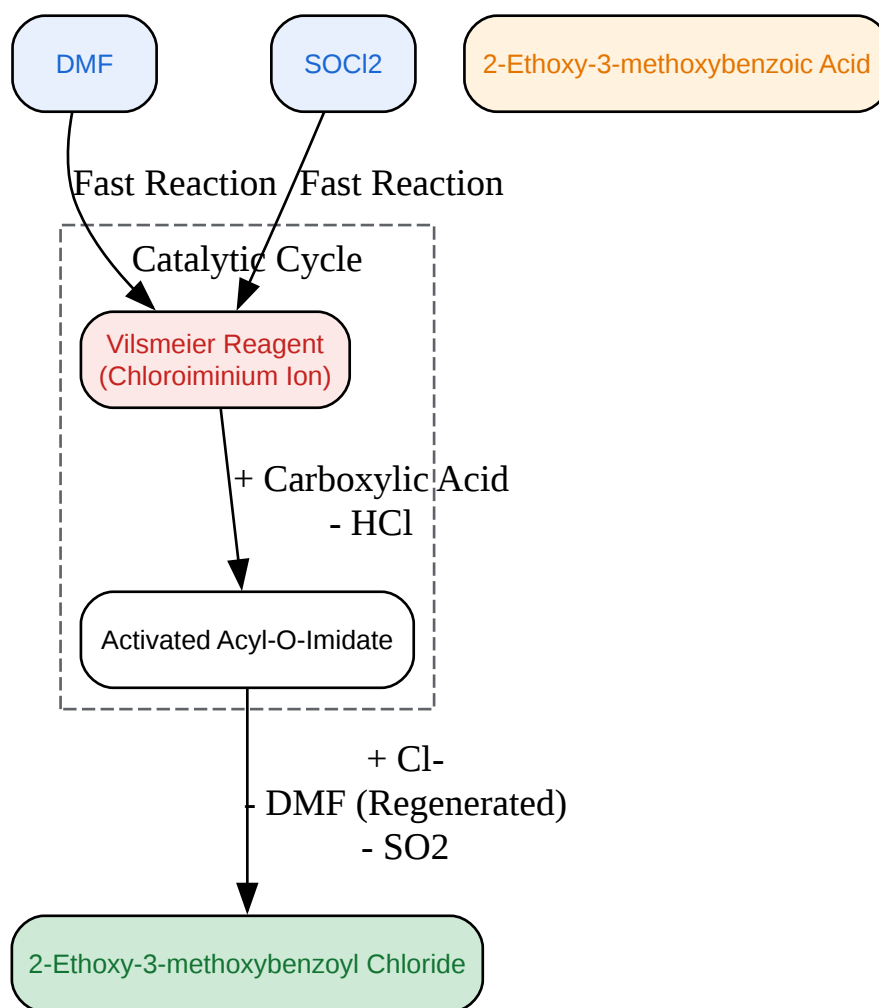 DMF
SOCl2
2-Ethoxy-3-methoxybenzoic Acid
Fast Reaction
Fast Reaction
Catalytic Cycle
Vilsmeier Reagent
(Chloroiminium Ion)
+ Carboxylic Acid
- HCl
Activated Acyl-O-Imidate
+ Cl-
- DMF (Regenerated)
- SO2
2-Ethoxy-3-methoxybenzoyl Chloride